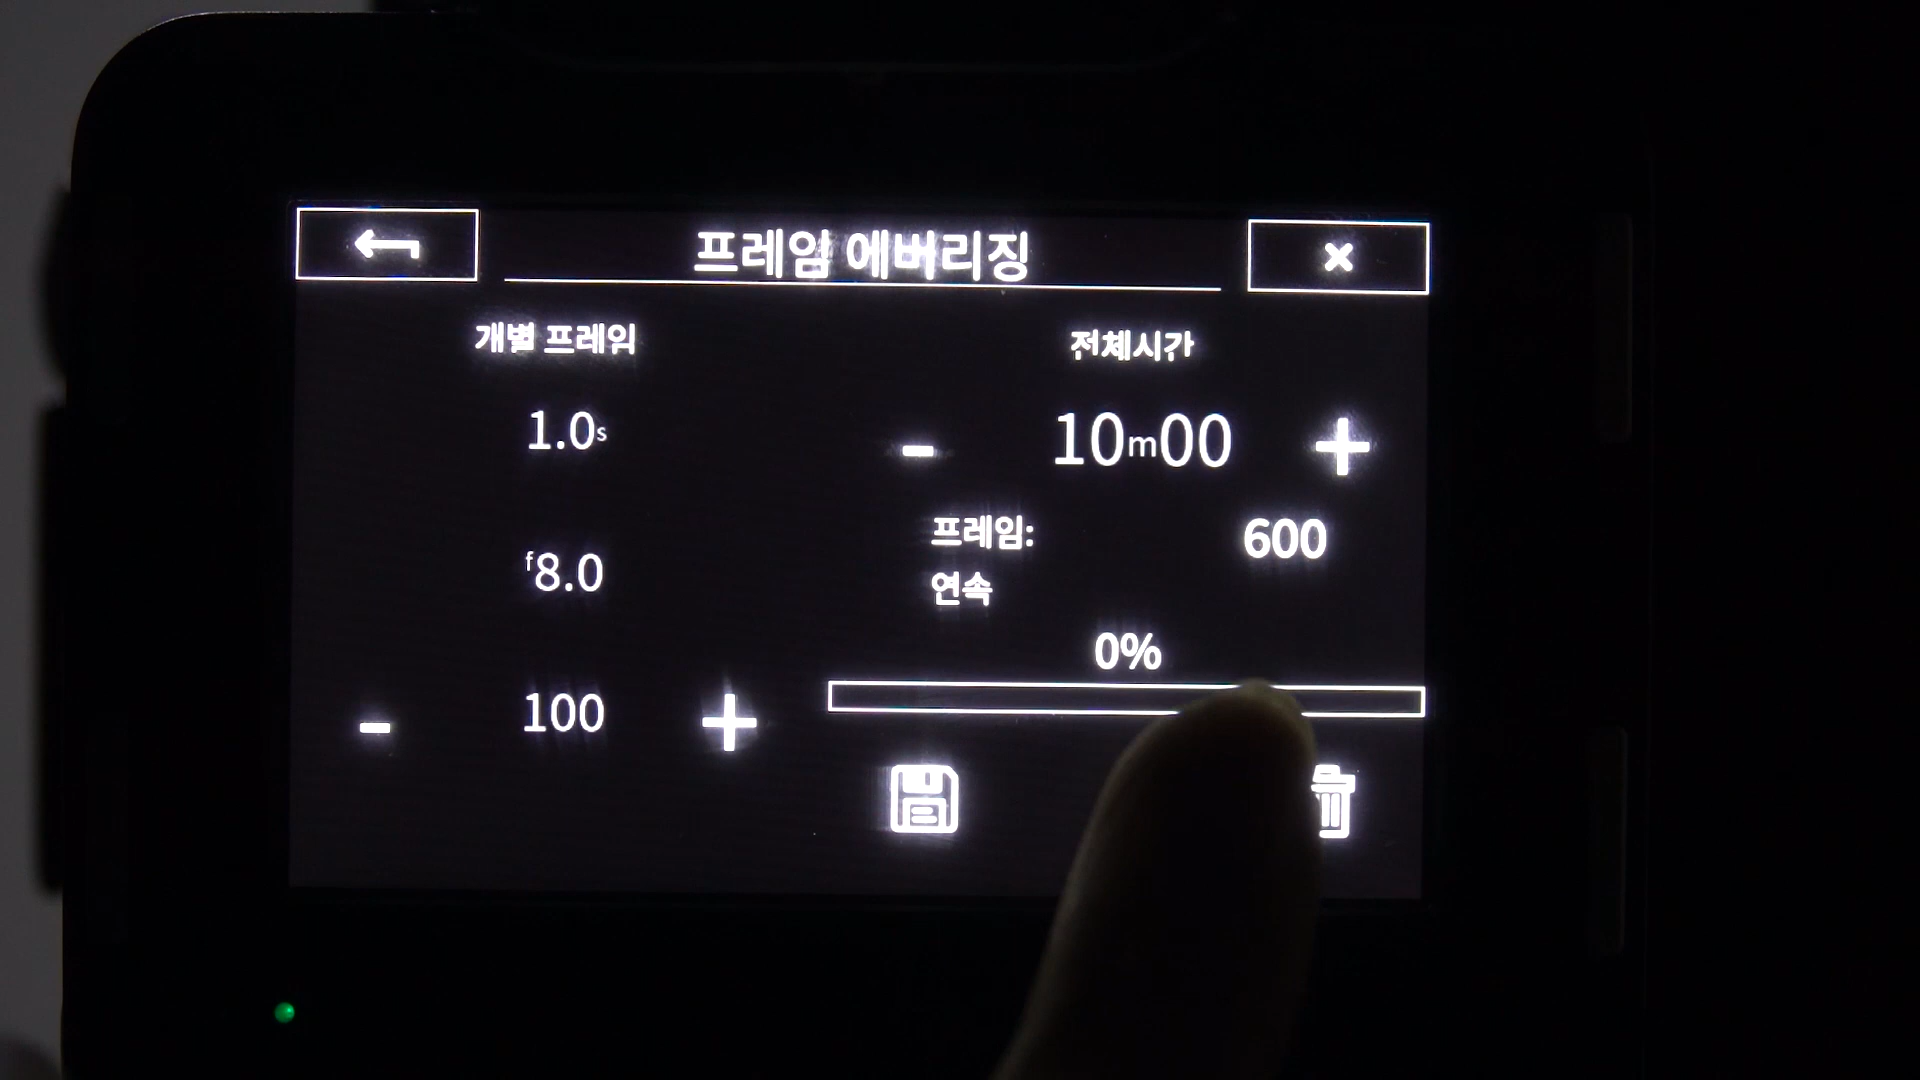 프레임 에버리징
개별 프레임
1.0s
f8.0
- 100 +
전체시간
- 10m00 +
프레임: 600
연속
0%